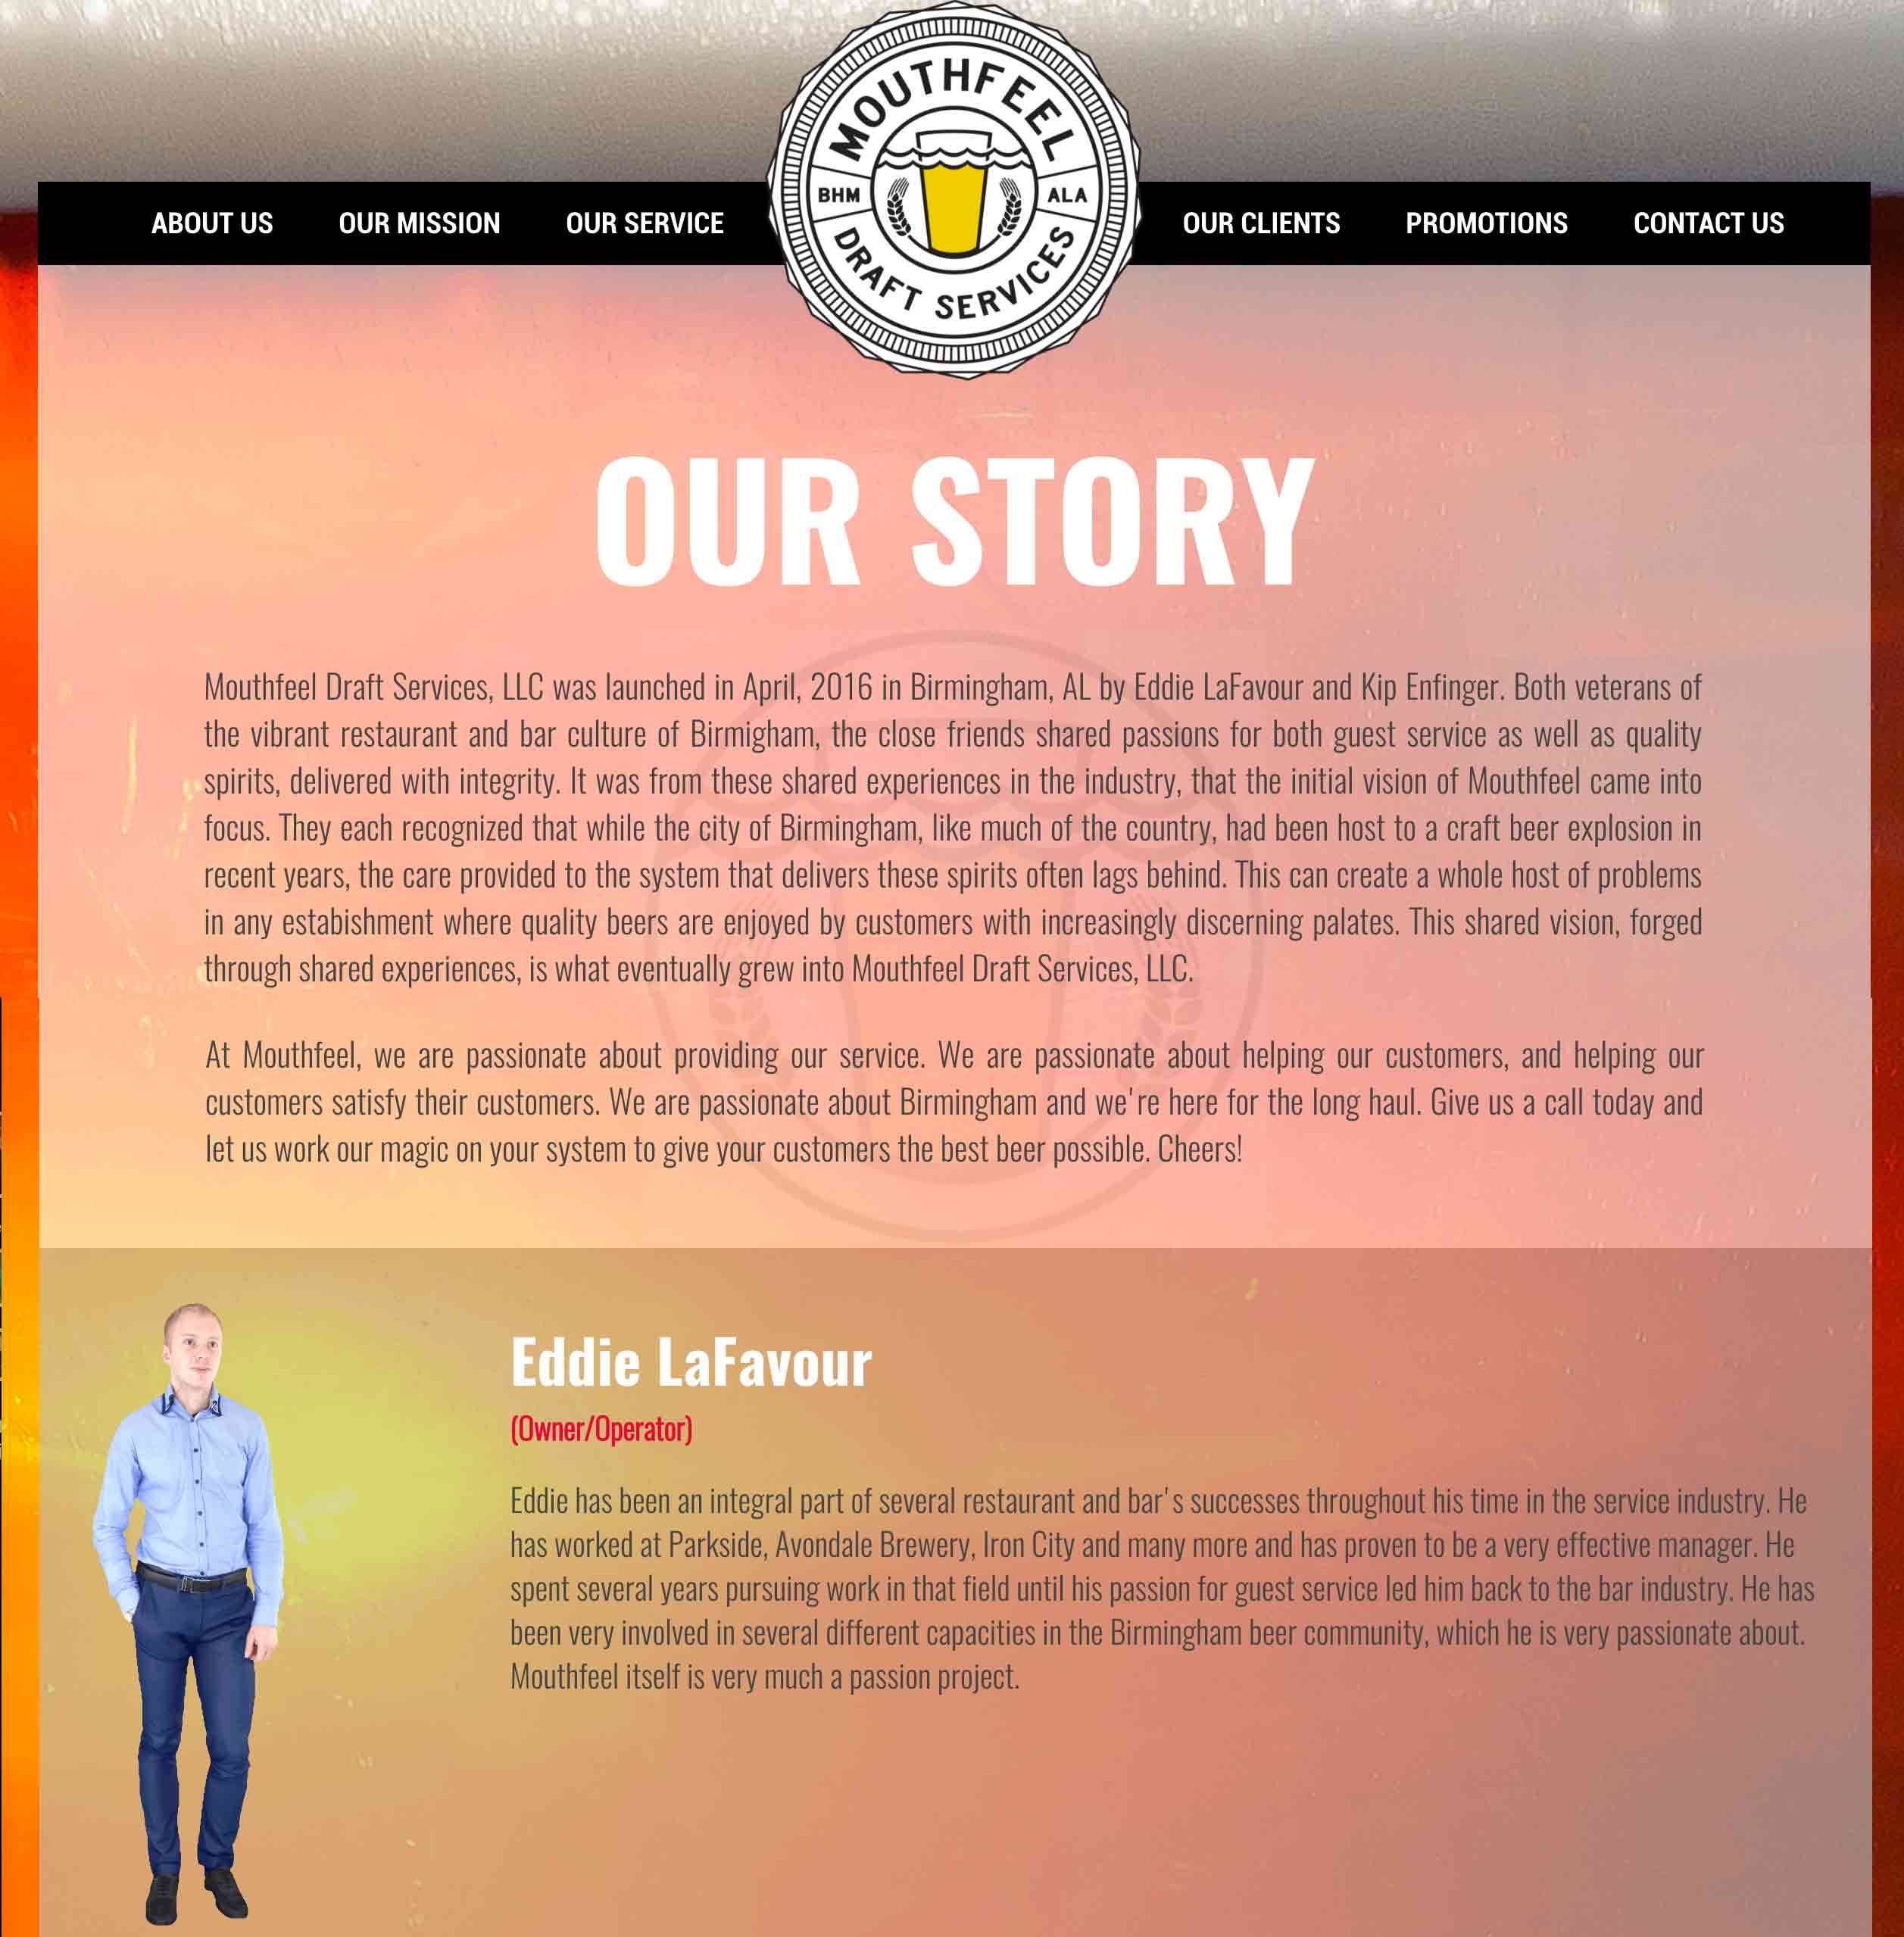 MOUTHFEEL
BHM
ALA
DRAFT SERVICES
ABOUT US
OUR MISSION
OUR SERVICE
OUR CLIENTS
PROMOTIONS
CONTACT US
OUR STORY
Mouthfeel Draft Services, LLC was launched in April, 2016 in Birmingham, AL by Eddie LaFavour and Kip Enfinger. Both veterans of
the vibrant restaurant and bar culture of Birmigham, the close friends shared passions for both guest service as well as quality
spirits, delivered with integrity. It was from these shared experiences in the industry, that the initial vision of Mouthfeel came into
focus. They each recognized that while the city of Birmingham, like much of the country, had been host to a craft beer explosion in
recent years, the care provided to the system that delivers these spirits often lags behind. This can create a whole host of problems
in any estabishment where quality beers are enjoyed by customers with increasingly discerning palates. This shared vision, forged
through shared experiences, is what eventually grew into Mouthfeel Draft Services, LLC.
At Mouthfeel, we are passionate about providing our service. We are passionate about helping our customers, and helping our
customers satisfy their customers. We are passionate about Birmingham and we're here for the long haul. Give us a call today and
let us work our magic on your system to give your customers the best beer possible. Cheers!
Eddie LaFavour
(Owner/Operator)
Eddie has been an integral part of several restaurant and bar's successes throughout his time in the service industry. He
has worked at Parkside, Avondale Brewery, Iron City and many more and has proven to be a very effective manager. He
spent several years pursuing work in that field until his passion for guest service led him back to the bar industry. He has
been very involved in several different capacities in the Birmingham beer community, which he is very passionate about.
Mouthfeel itself is very much a passion project.